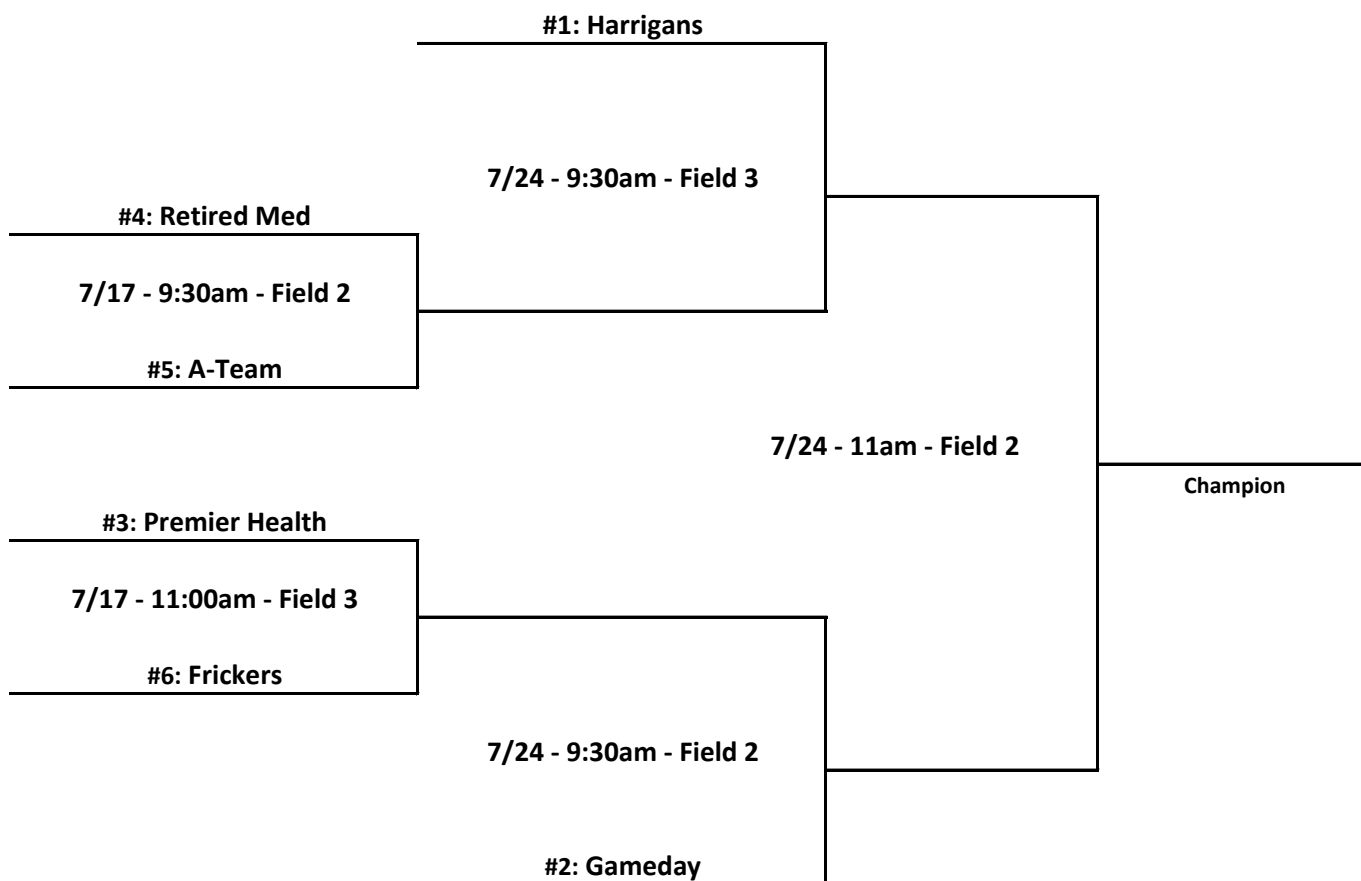 #1: Harrigans
7/24 - 9:30am - Field 3
#4: Retired Med
7/17 - 9:30am - Field 2
#5: A-Team
7/24 - 11am - Field 2
Champion
#3: Premier Health
7/17 - 11:00am - Field 3
#6: Frickers
7/24 - 9:30am - Field 2
#2: Gameday